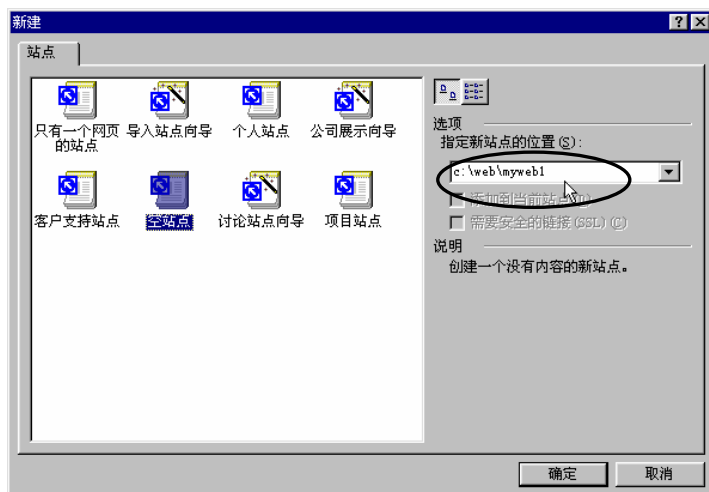 新建
站点
只有一个网页
的站点
导入站点向导
个人站点
公司展示向导
客户支持站点
空站点
讨论站点向导
项目站点
选项
指定新站点的位置(S):
c:\web\myweb1
添加到当前站点
需要安全的链接(SSL)(C)
说明
创建一个没有内容的新站点。
确定
取消